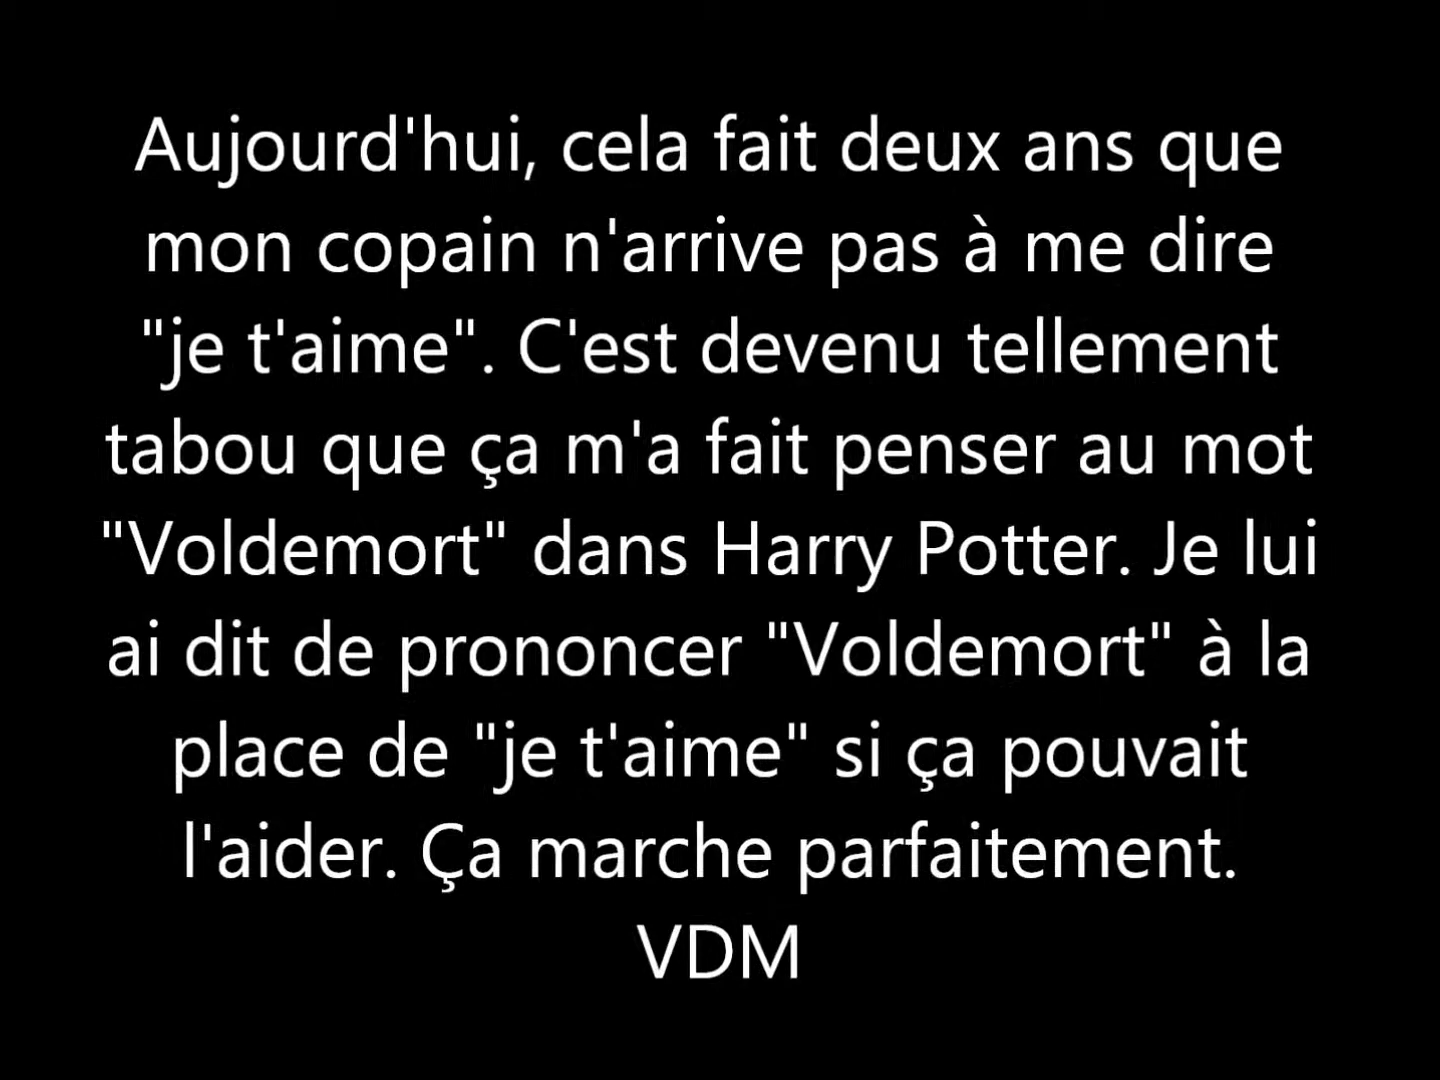 Aujourd'hui, cela fait deux ans que
mon copain n'arrive pas à me dire
"je t'aime". C'est devenu tellement
tabou que ça m'a fait penser au mot
"Voldemort" dans Harry Potter. Je lui
ai dit de prononcer "Voldemort" à la
place de "je t'aime" si ça pouvait
l'aider. Ça marche parfaitement.
VDM